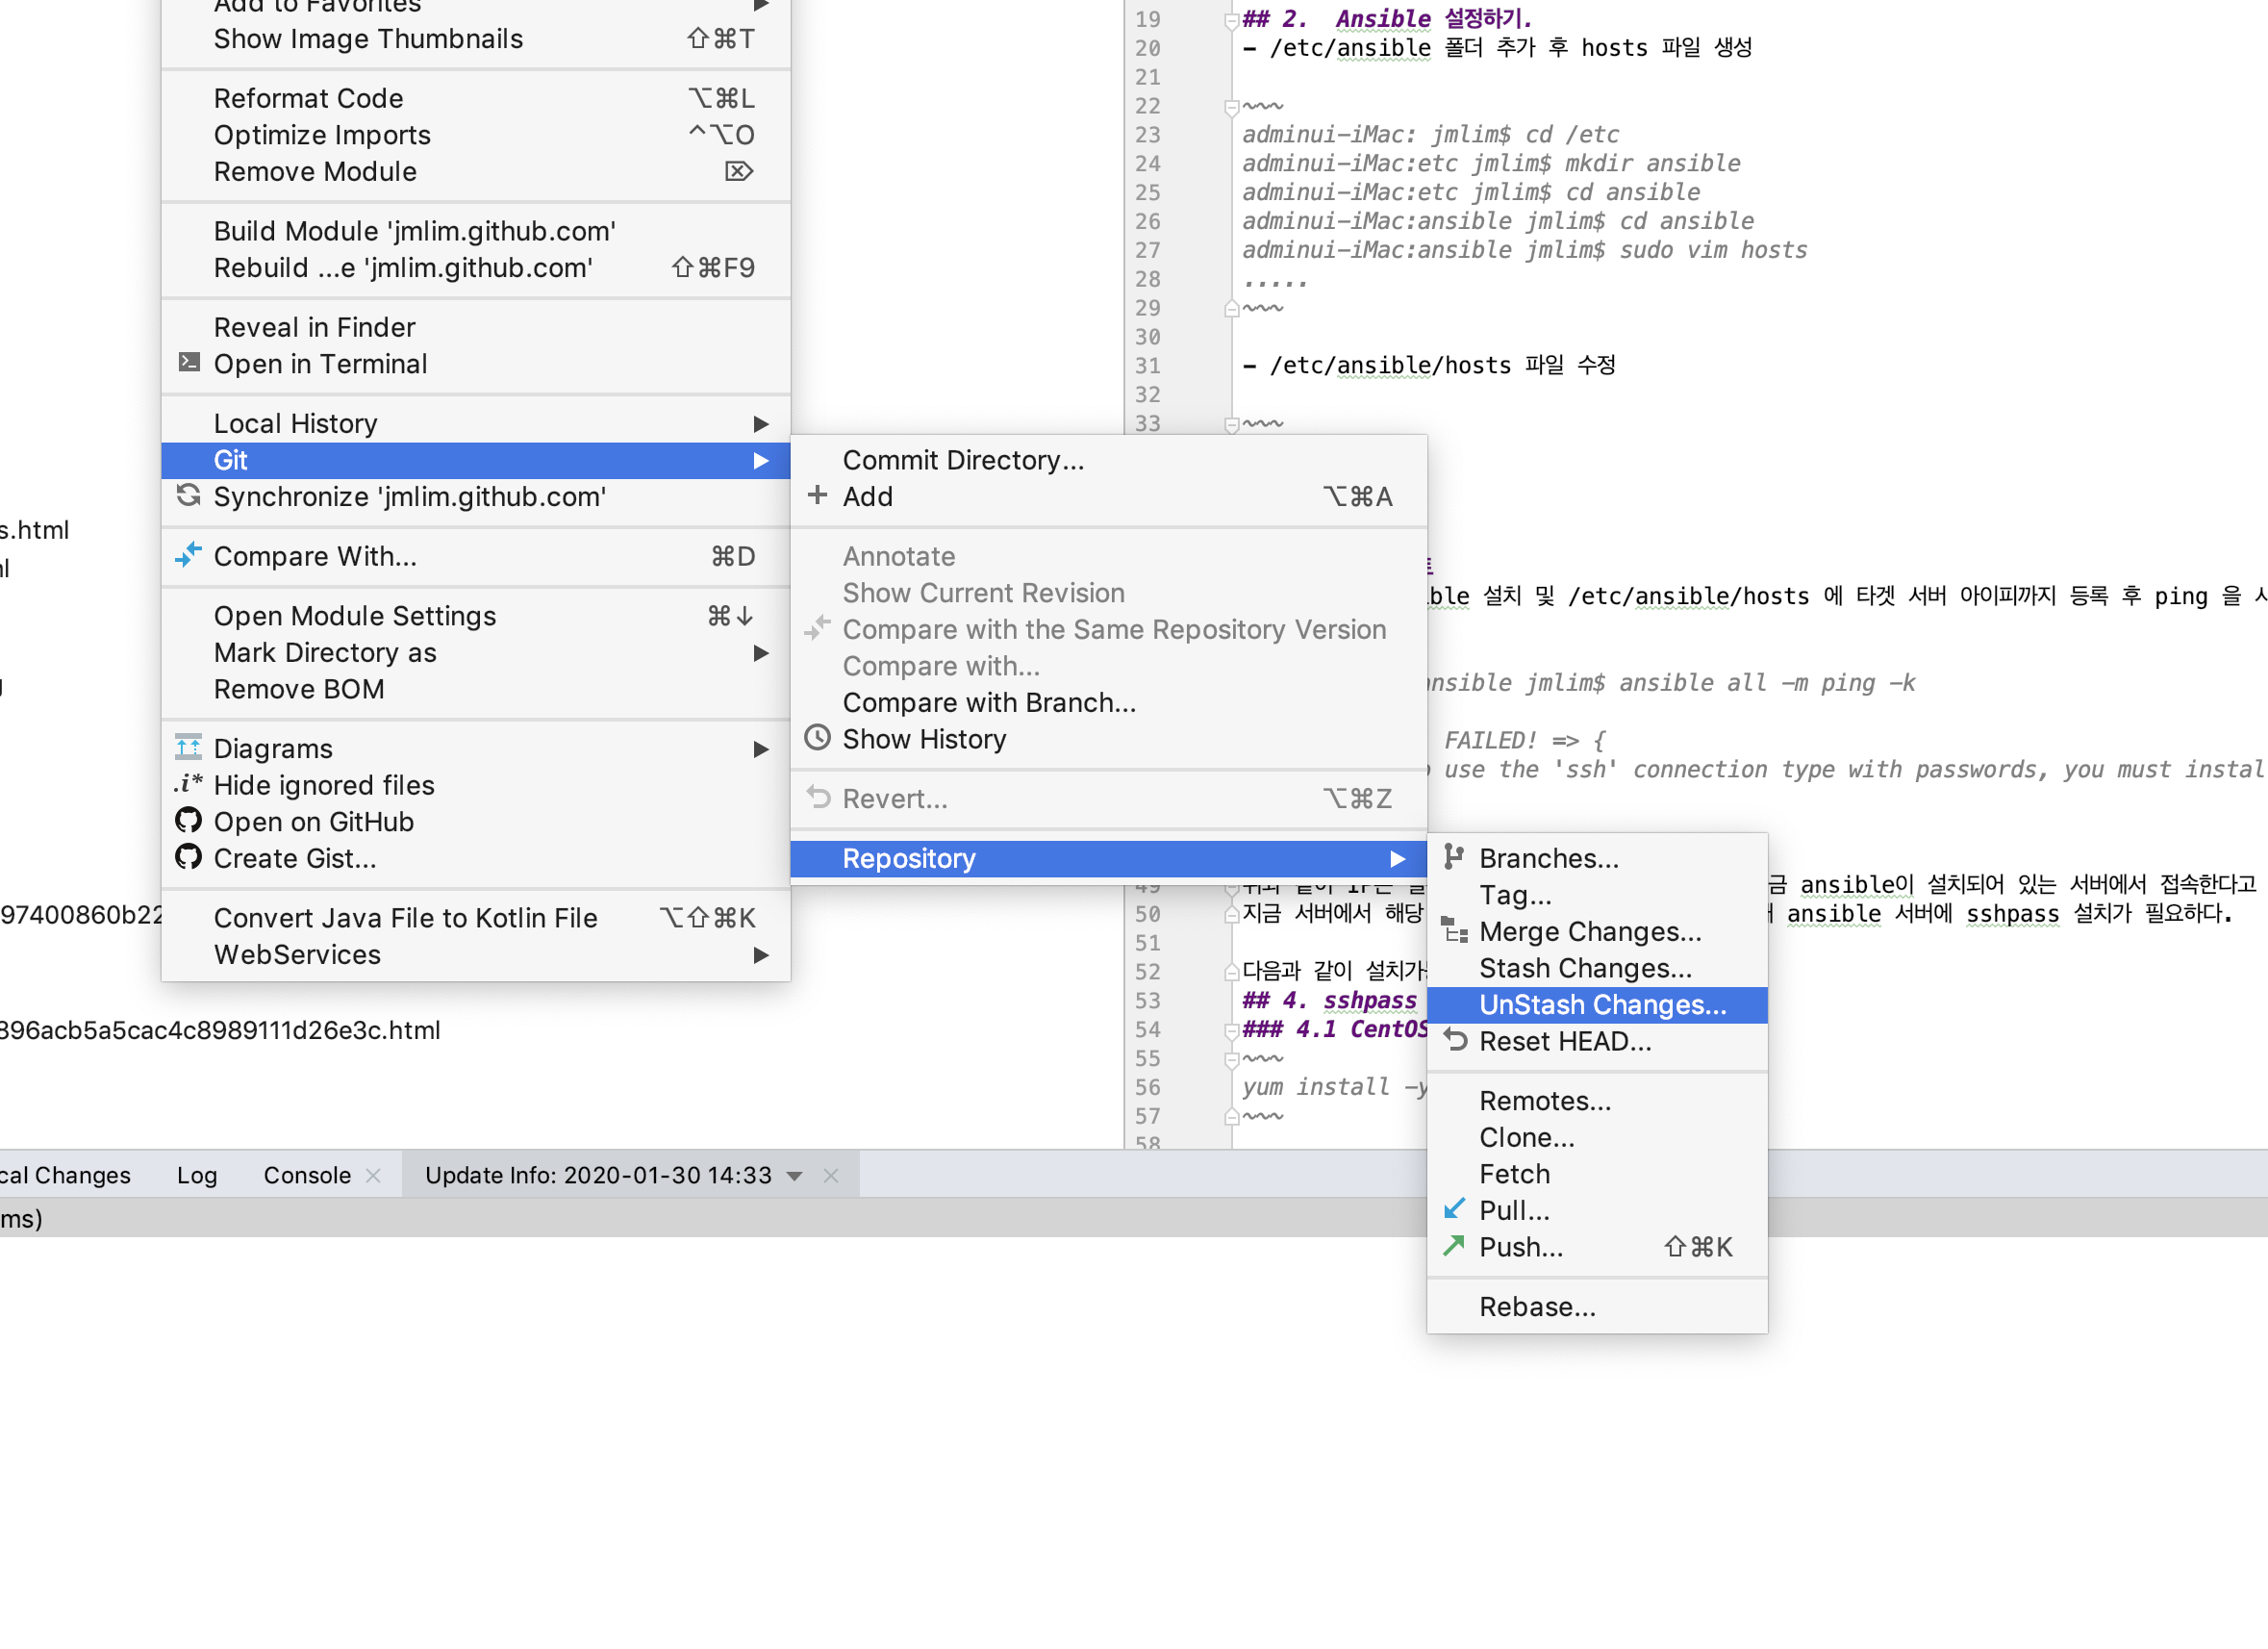 Add to Favorites
Show Image Thumbnails ⇧⌘T
Reformat Code ⌥⌘L
Optimize Imports ^⌥O
Remove Module ⌦
Build Module 'jmlim.github.com'
Rebuild ...e 'jmlim.github.com' ⇧⌘F9
Reveal in Finder
Open in Terminal
Local History
Git
Synchronize 'jmlim.github.com'
Compare With... ⌘D
Open Module Settings ⌘↓
Mark Directory as
Remove BOM
Diagrams
.i* Hide ignored files
Open on GitHub
Create Gist...
Convert Java File to Kotlin File ⌥⇧⌘K
WebServices
s.html
97400860b22
896acb5a5cac4c8989111d26e3c.html
Commit Directory...
Add ⌥⌘A
Annotate
Show Current Revision
Compare with the Same Repository Version
Compare with...
Compare with Branch...
Show History
Revert... ⌥⌘Z
Repository
Branches...
Tag...
Merge Changes...
Stash Changes...
UnStash Changes...
Reset HEAD...
Remotes...
Clone...
Fetch
Pull...
Push... ⇧⌘K
Rebase...
19 ## 2.  Ansible 설정하기.
20 - /etc/ansible 폴더 추가 후 hosts 파일 생성
21
22 ~~~
23 adminui-iMac: jmlim$ cd /etc
24 adminui-iMac:etc jmlim$ mkdir ansible
25 adminui-iMac:etc jmlim$ cd ansible
26 adminui-iMac:ansible jmlim$ cd ansible
27 adminui-iMac:ansible jmlim$ sudo vim hosts
28 .....
29 ~~~
30
31 - /etc/ansible/hosts 파일 수정
32
33 ~~~
ible 설치 및 /etc/ansible/hosts 에 타겟 서버 아이피까지 등록 후 ping 을 시
ansible jmlim$ ansible all -m ping -k
FAILED! => {
use the 'ssh' connection type with passwords, you must instal
49 금 ansible이 설치되어 있는 서버에서 접속한다고
50 지금 서버에서 해당 ansible 서버에 sshpass 설치가 필요하다.
51
52 다음과 같이 설치가
53 ## 4. sshpass
54 ### 4.1 CentOS
55 ~~~
56 yum install -y
57 ~~~
58
cal Changes Log Console Update Info: 2020-01-30 14:33
ms)